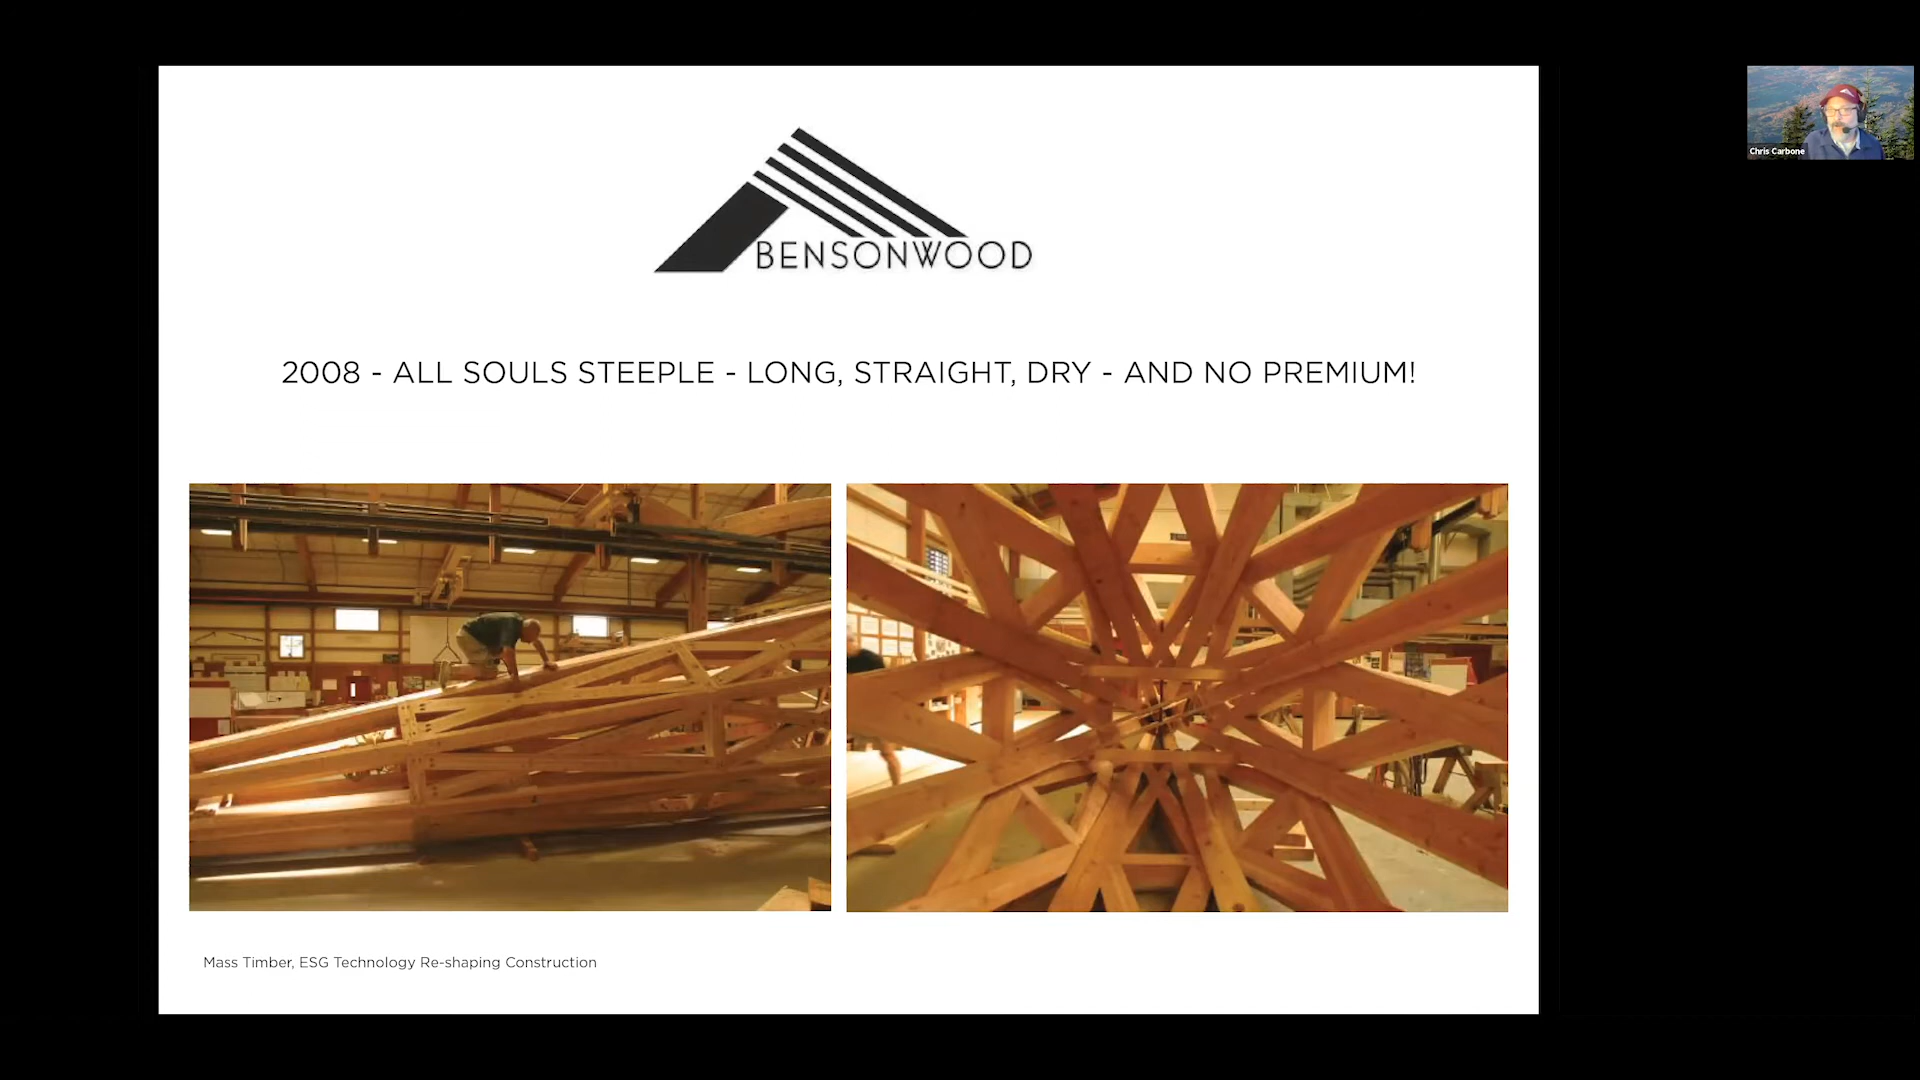 BENSONWOOD
2008 - ALL SOULS STEEPLE - LONG, STRAIGHT, DRY - AND NO PREMIUM!
Mass Timber, ESG Technology Re-shaping Construction
Chris Carbone